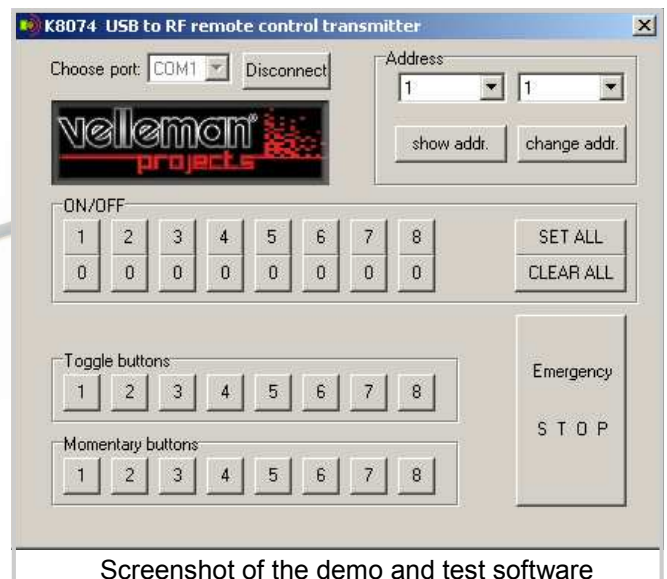 K8074 USB to RF remote control transmitter
Choose port: COM1 Disconnect
Address
1 1
show addr. change addr.
velleman®
projects
ON/OFF
1 2 3 4 5 6 7 8 SET ALL
0 0 0 0 0 0 0 0 CLEAR ALL
Toggle buttons
1 2 3 4 5 6 7 8
Emergency
S T O P
Momentary buttons
1 2 3 4 5 6 7 8
Screenshot of the demo and test software